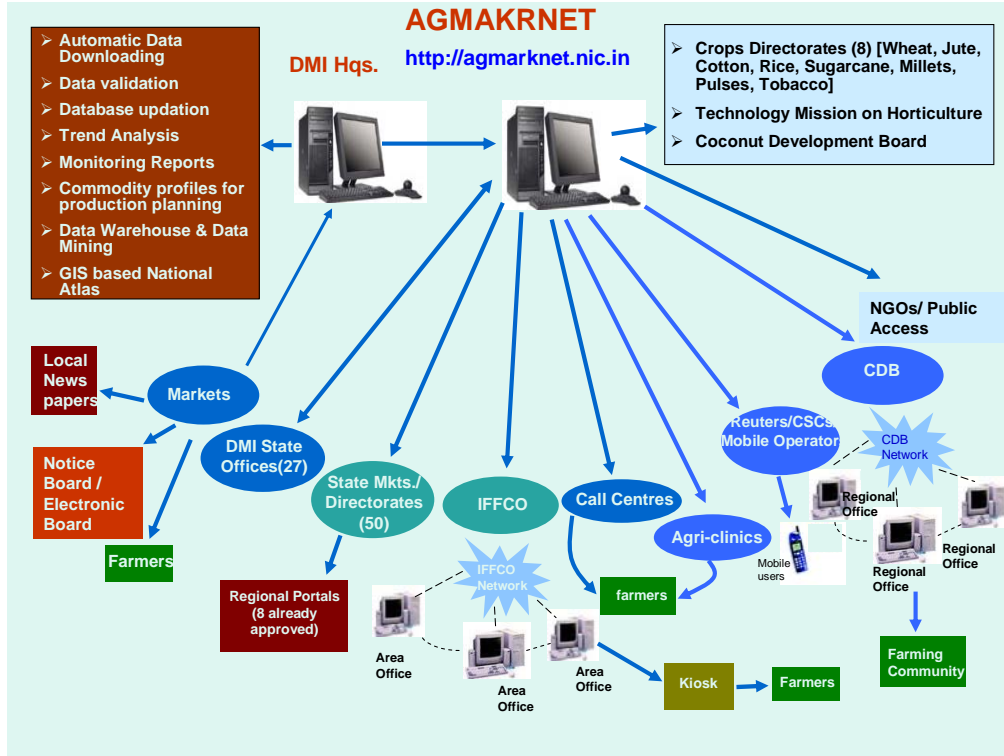 AGMAKRNET
http://agmarknet.nic.in
DMI Hqs.
➢ Automatic Data
Downloading
➢ Data validation
➢ Database updation
➢ Trend Analysis
➢ Monitoring Reports
➢ Commodity profiles for
production planning
➢ Data Warehouse & Data
Mining
➢ GIS based National
Atlas
➢ Crops Directorates (8) [Wheat, Jute,
Cotton, Rice, Sugarcane, Millets,
Pulses, Tobacco]
➢ Technology Mission on Horticulture
➢ Coconut Development Board
NGOs/ Public
Access
CDB
Local
News
papers
Markets
Notice
Board /
Electronic
Board
Farmers
DMI State
Offices(27)
State Mkts./
Directorates
(50)
Regional Portals
(8 already
approved)
IFFCO
IFFCO
Network
Area
Office
Area
Office
Area
Office
Call Centres
Agri-clinics
farmers
Kiosk
Farmers
Reuters/CSCs
Mobile Operator
Mobile
users
CDB
Network
Regional
Office
Regional
Office
Regional
Office
Farming
Community